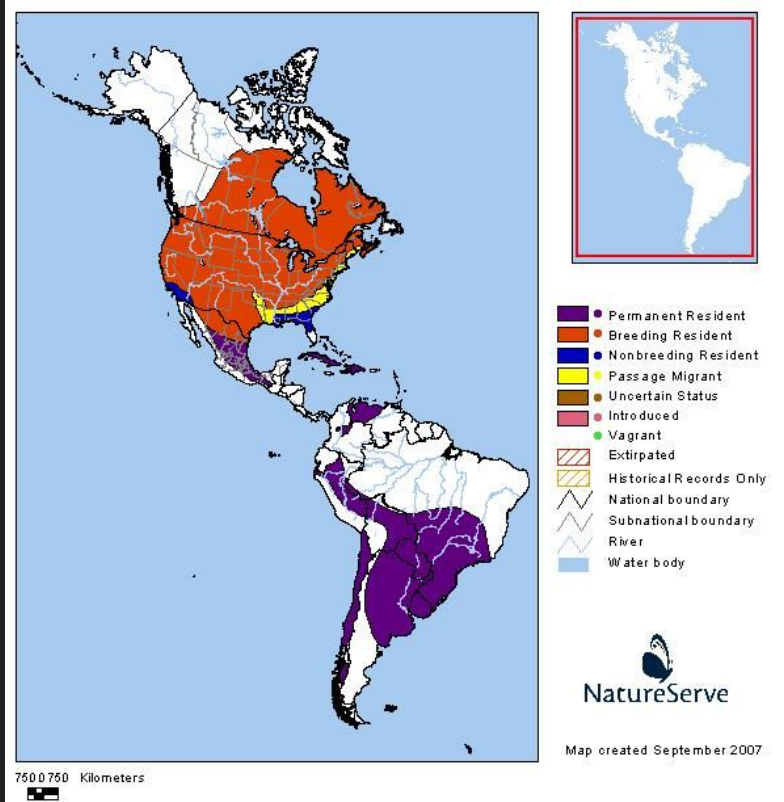 Permanent Resident
Breeding Resident
Nonbreeding Resident
Passage Migrant
Uncertain Status
Introduced
Vagrant
Extirpated
Historical Records Only
National boundary
Subnational boundary
River
Water body
NatureServe
Map created September 2007
750 0 750 Kilometers